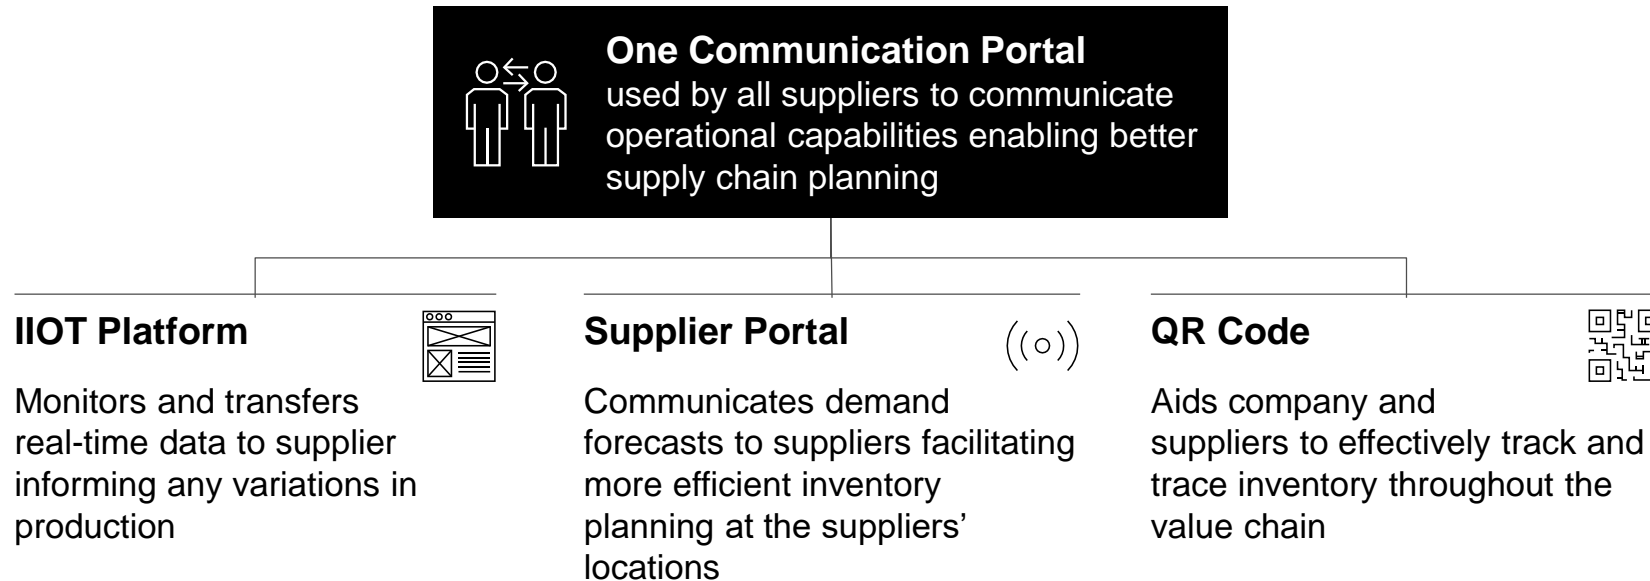 One Communication Portal
used by all suppliers to communicate
operational capabilities enabling better
supply chain planning
IIOT Platform
Monitors and transfers
real-time data to supplier
informing any variations in
production
Supplier Portal
Communicates demand
forecasts to suppliers facilitating
more efficient inventory
planning at the suppliers’
locations
QR Code
Aids company and
suppliers to effectively track and
trace inventory throughout the
value chain